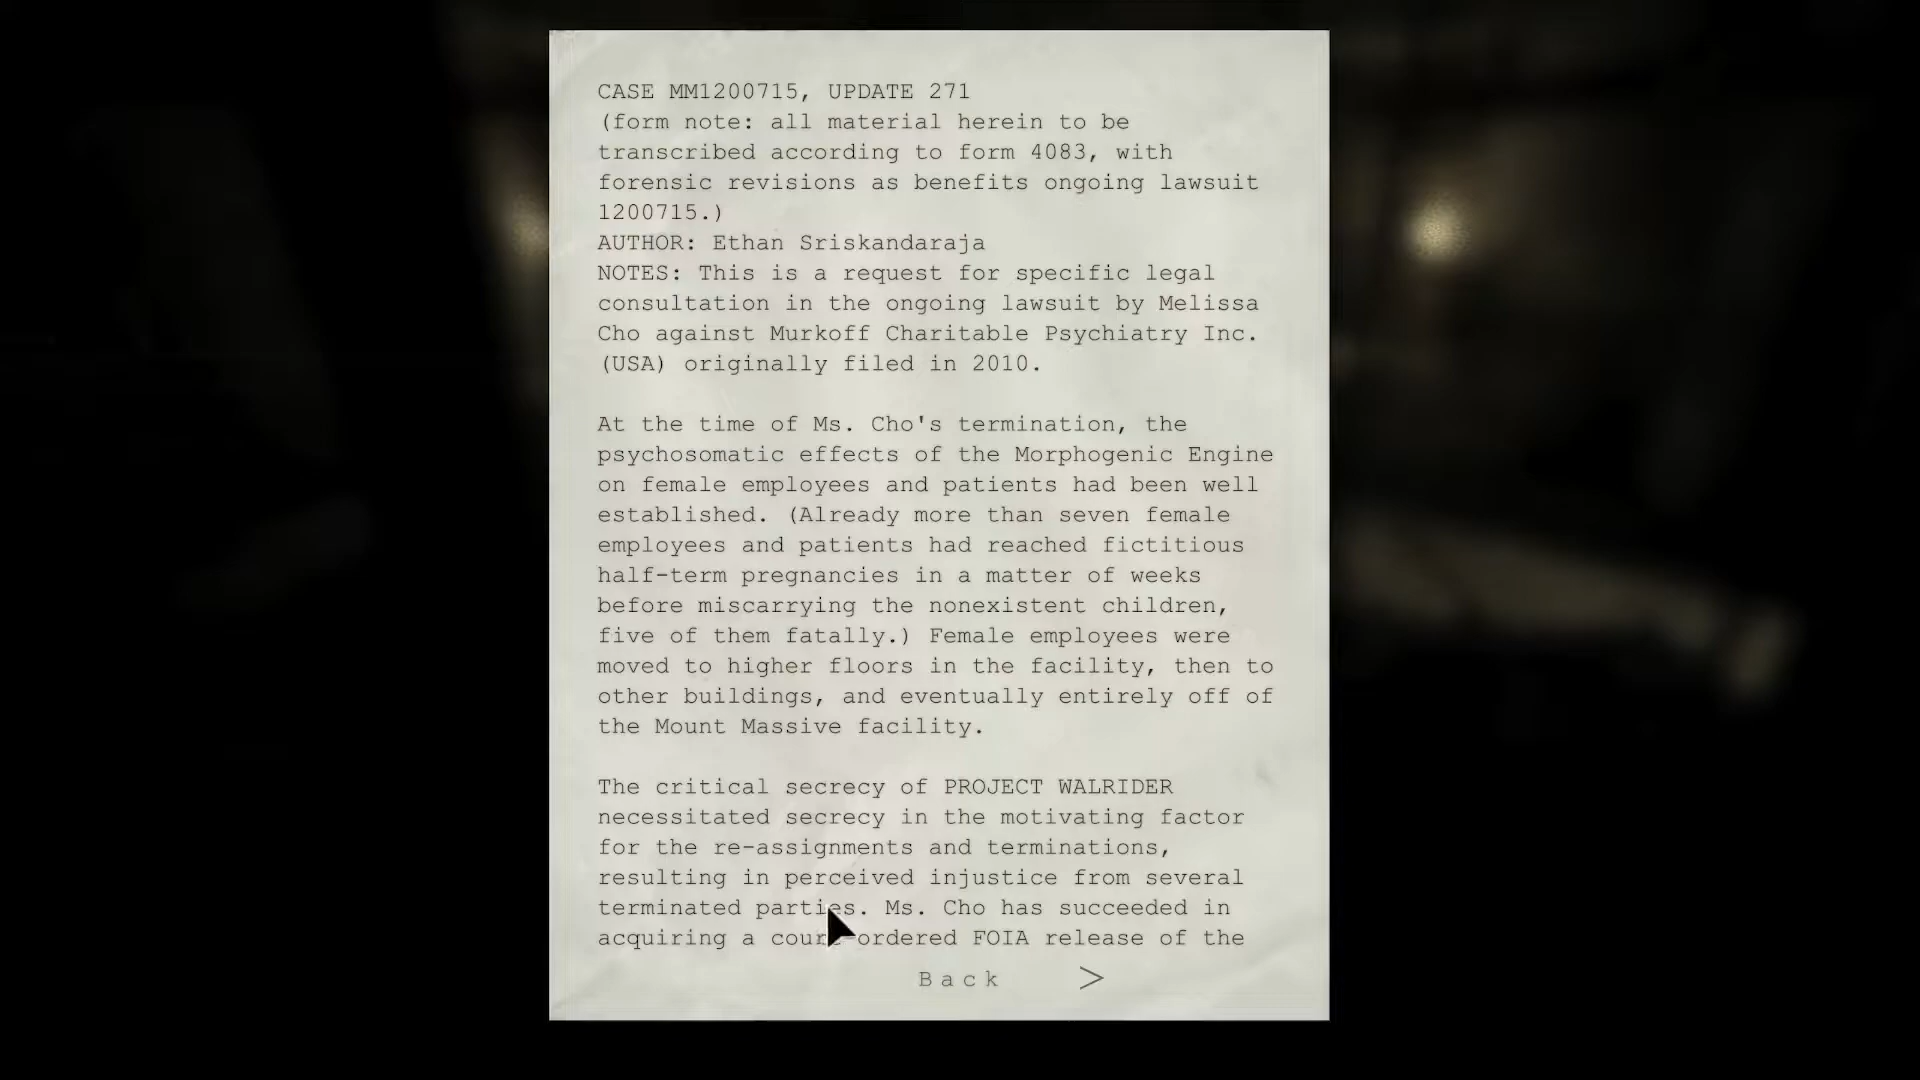 CASE MM1200715, UPDATE 271
(form note: all material herein to be
transcribed according to form 4083, with
forensic revisions as benefits ongoing lawsuit
1200715.)
AUTHOR: Ethan Sriskandaraja
NOTES: This is a request for specific legal
consultation in the ongoing lawsuit by Melissa
Cho against Murkoff Charitable Psychiatry Inc.
(USA) originally filed in 2010.
At the time of Ms. Cho's termination, the
psychosomatic effects of the Morphogenic Engine
on female employees and patients had been well
established. (Already more than seven female
employees and patients had reached fictitious
half-term pregnancies in a matter of weeks
before miscarrying the nonexistent children,
five of them fatally.) Female employees were
moved to higher floors in the facility, then to
other buildings, and eventually entirely off of
the Mount Massive facility.
The critical secrecy of PROJECT WALRIDER
necessitated secrecy in the motivating factor
for the re-assignments and terminations,
resulting in perceived injustice from several
terminated parties. Ms. Cho has succeeded in
acquiring a court-ordered FOIA release of the
Back >